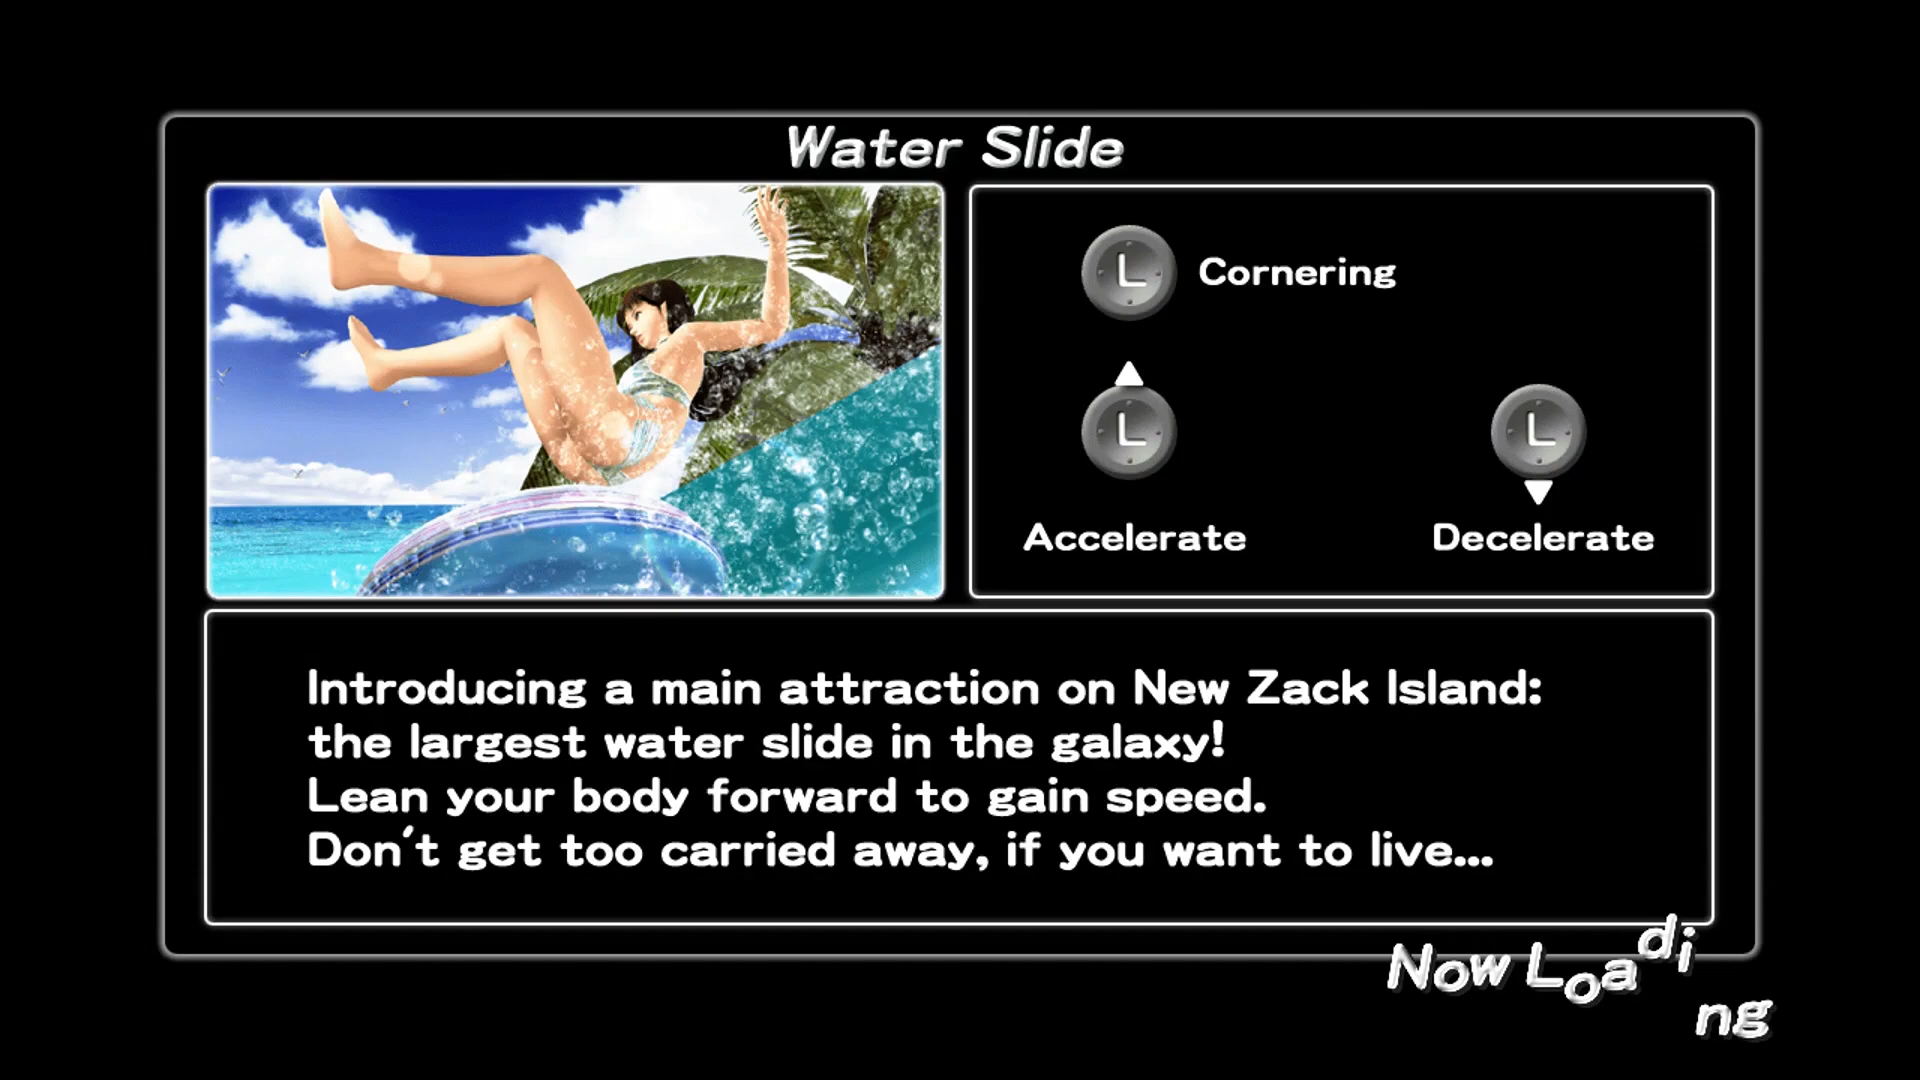 Water Slide
L Cornering
L
L
Accelerate
Decelerate
Introducing a main attraction on New Zack Island:
the largest water slide in the galaxy!
Lean your body forward to gain speed.
Don't get too carried away, if you want to live...
Now Loading